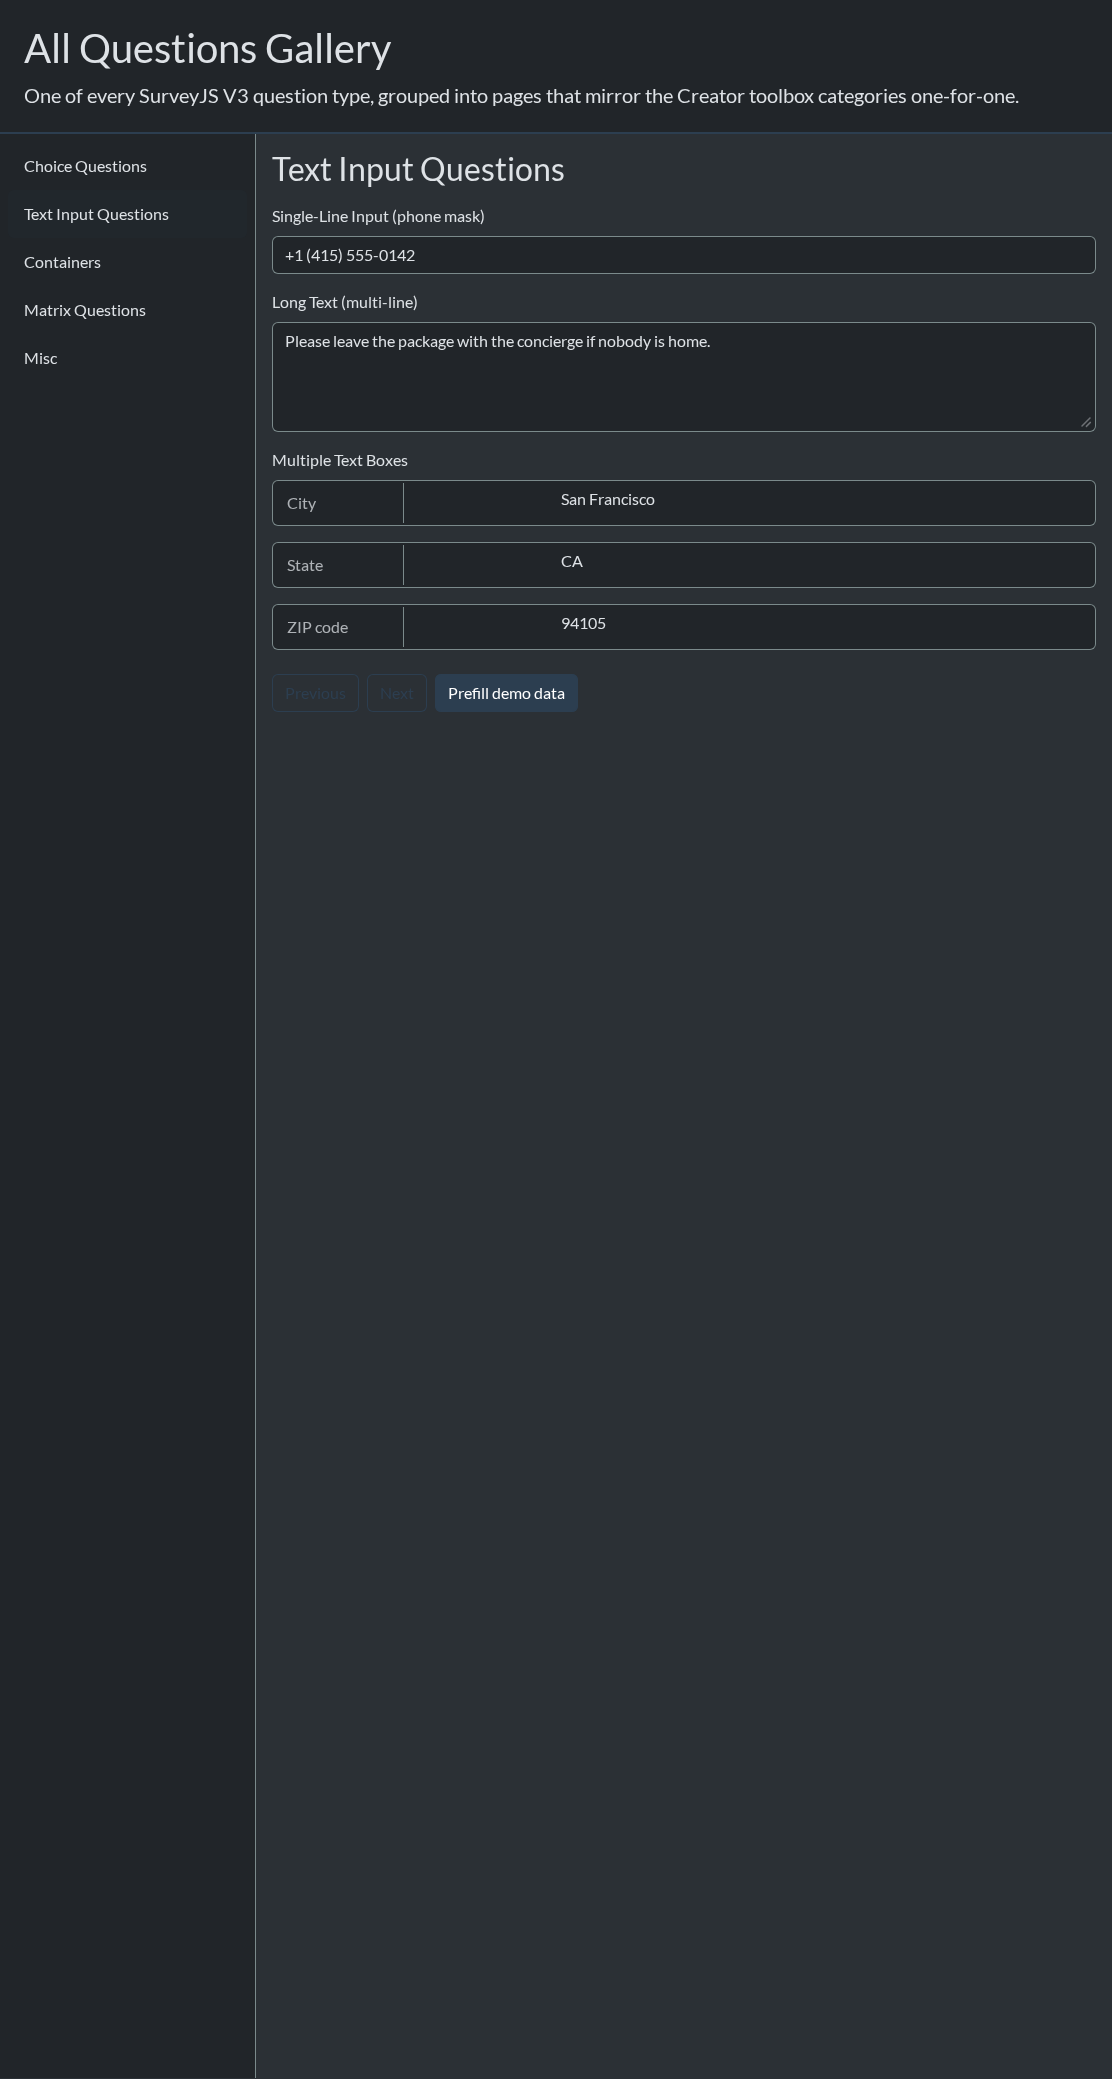 All Questions Gallery
One of every SurveyJS V3 question type, grouped into pages that mirror the Creator toolbox categories one-for-one.
Choice Questions
Text Input Questions
Containers
Matrix Questions
Misc
Text Input Questions
Single-Line Input (phone mask)
+1 (415) 555-0142
Long Text (multi-line)
Please leave the package with the concierge if nobody is home.
Multiple Text Boxes
City San Francisco
State CA
ZIP code 94105
Previous Next Prefill demo data